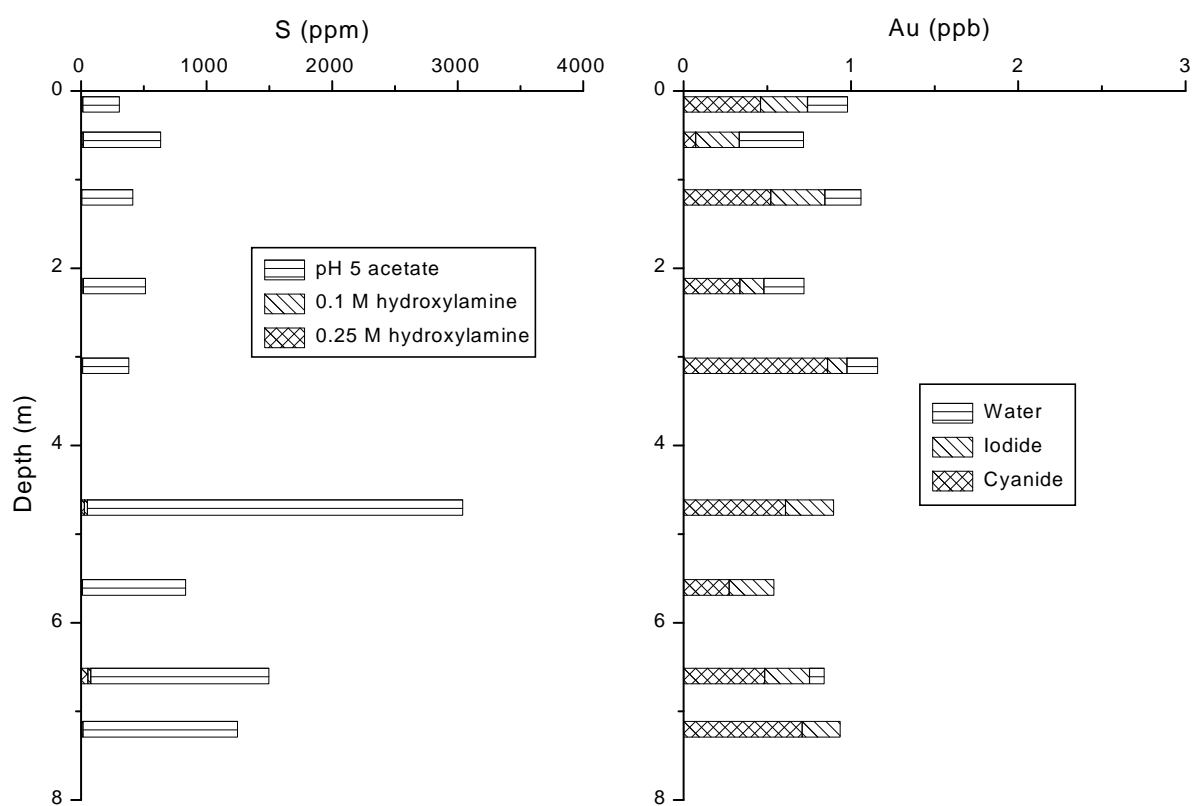 S (ppm)
0 1000 2000 3000 4000
0
2
4
6
8
Depth (m)
pH 5 acetate
0.1 M hydroxylamine
0.25 M hydroxylamine
Au (ppb)
0 1 2 3
0
2
4
6
8
Water
Iodide
Cyanide